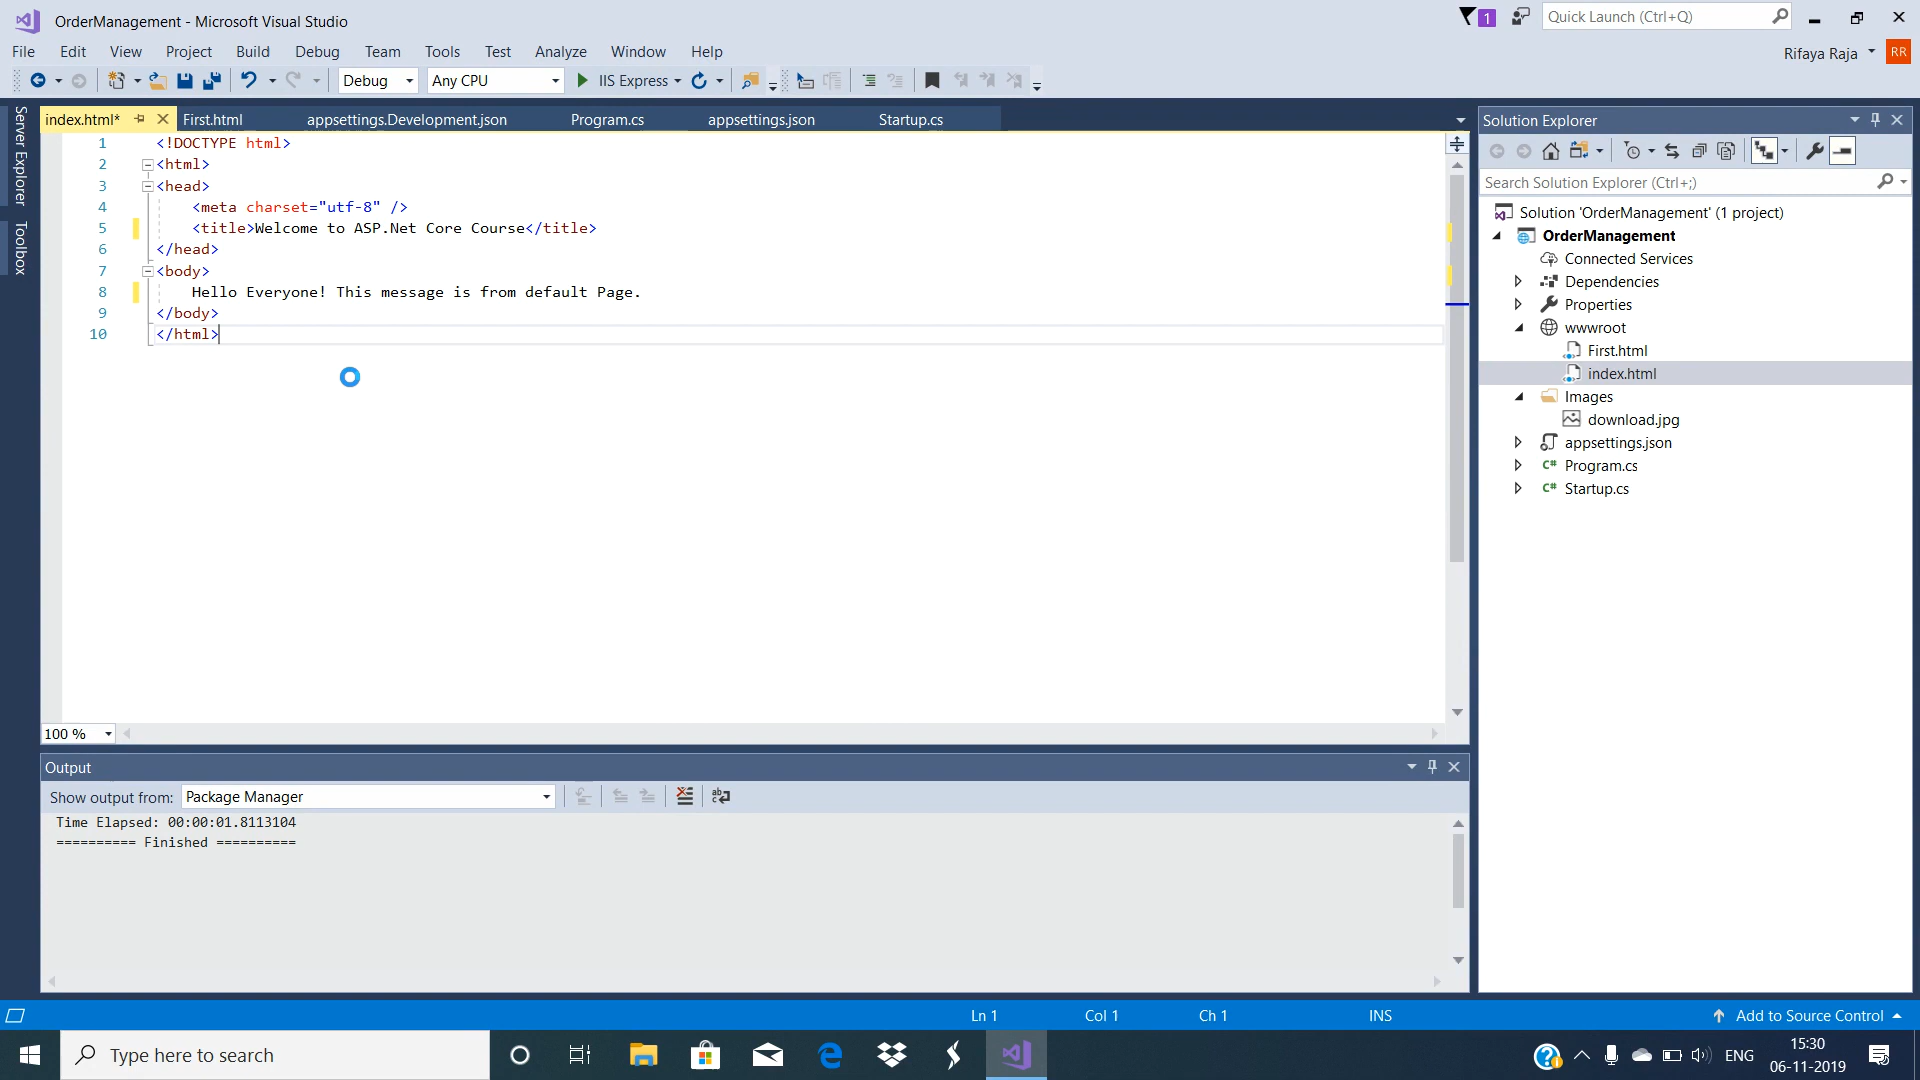 OrderManagement - Microsoft Visual Studio
1
Quick Launch (Ctrl+Q)
File Edit View Project Build Debug Team Tools Test Analyze Window Help
Rifaya Raja RR
Debug Any CPU IIS Express
Server Explorer
Toolbox
index.html* First.html appsettings.Development.json Program.cs appsettings.json Startup.cs
1 <!DOCTYPE html>
2 <html>
3 <head>
4 <meta charset="utf-8" />
5 <title>Welcome to ASP.Net Core Course</title>
6 </head>
7 <body>
8 Hello Everyone! This message is from default Page.
9 </body>
10 </html>
100 %
Output
Show output from: Package Manager
Time Elapsed: 00:00:01.8113104
========== Finished ==========
Solution Explorer
Search Solution Explorer (Ctrl+;)
Solution 'OrderManagement' (1 project)
OrderManagement
Connected Services
Dependencies
Properties
wwwroot
First.html
index.html
Images
download.jpg
appsettings.json
C# Program.cs
C# Startup.cs
Ln 1 Col 1 Ch 1 INS Add to Source Control
Type here to search
ENG
15:30
06-11-2019